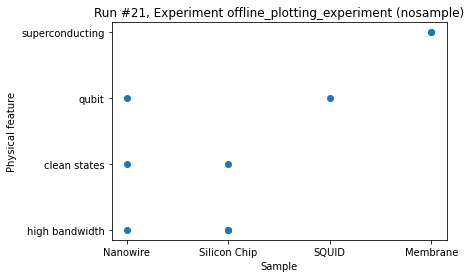 Run #21, Experiment offline_plotting_experiment (nosample)
superconducting
qubit
clean states
high bandwidth
Physical feature
Nanowire
Silicon Chip
SQUID
Membrane
Sample